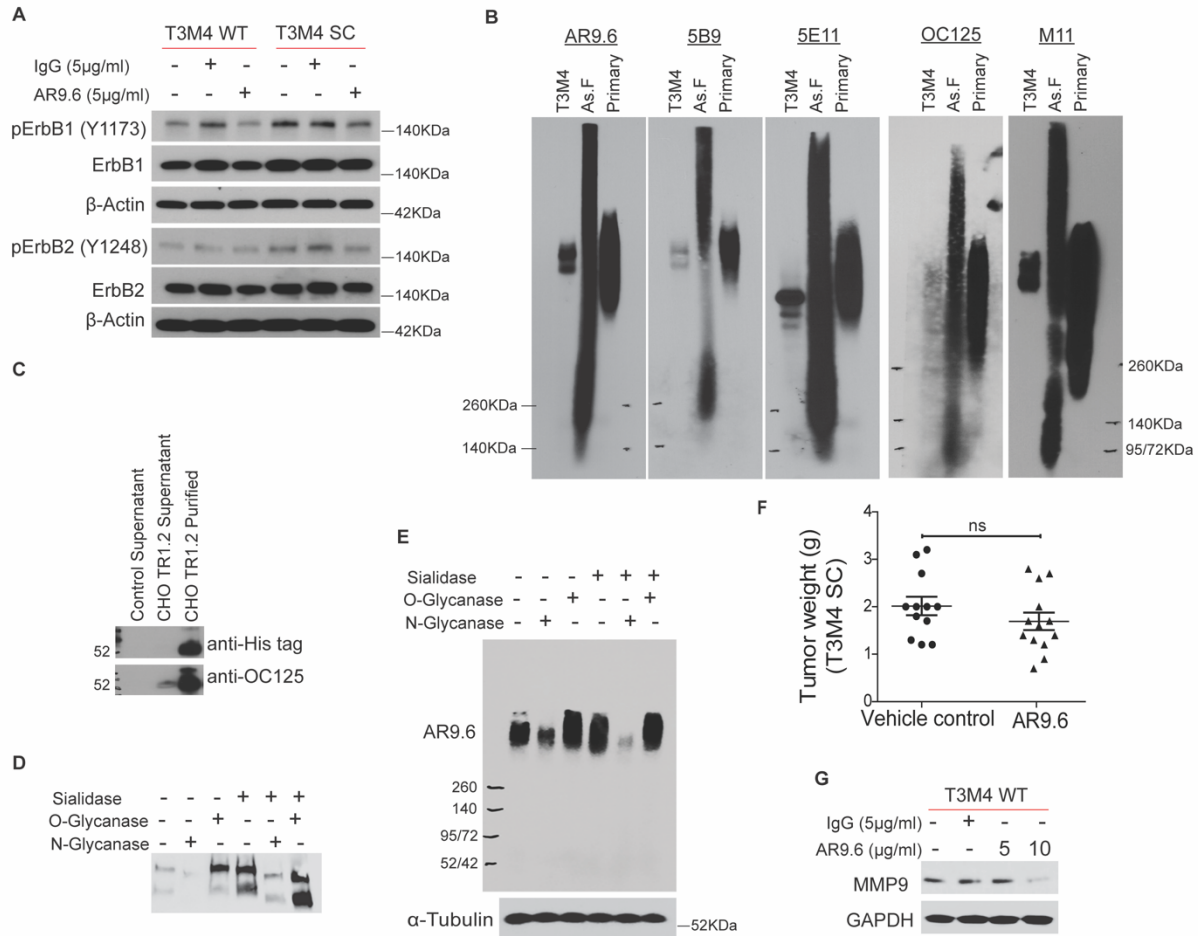 A
T3M4 WT T3M4 SC
IgG (5µg/ml) - + - - + -
AR9.6 (5µg/ml) - - + - - +
pErbB1 (Y1173) —140KDa
ErbB1 —140KDa
β-Actin —42KDa
pErbB2 (Y1248)
ErbB2 —140KDa
β-Actin —42KDa
B
AR9.6 5B9 5E11 OC125 M11
T3M4 As.F Primary T3M4 As.F Primary T3M4 As.F Primary T3M4 As.F Primary T3M4 As.F Primary
260KDa —
140KDa —
260KDa
140KDa
95/72KDa
C
Control Supernatant
CHO TR1.2 Supernatant
CHO TR1.2 Purified
52 anti-His tag
52 anti-OC125
D
Sialidase - - - + + +
O-Glycanase - - + - - +
N-Glycanase - + - - + -
E
Sialidase - - - + + +
O-Glycanase - - + - - +
N-Glycanase - + - - + -
AR9.6
260
140
95/72
52/42
α-Tubulin —52KDa
F
Tumor weight (g)
(T3M4 SC)
4
3
2
1
0
ns
Vehicle control AR9.6
G
T3M4 WT
IgG (5µg/ml) - + - -
AR9.6 (µg/ml) - - 5 10
MMP9
GAPDH